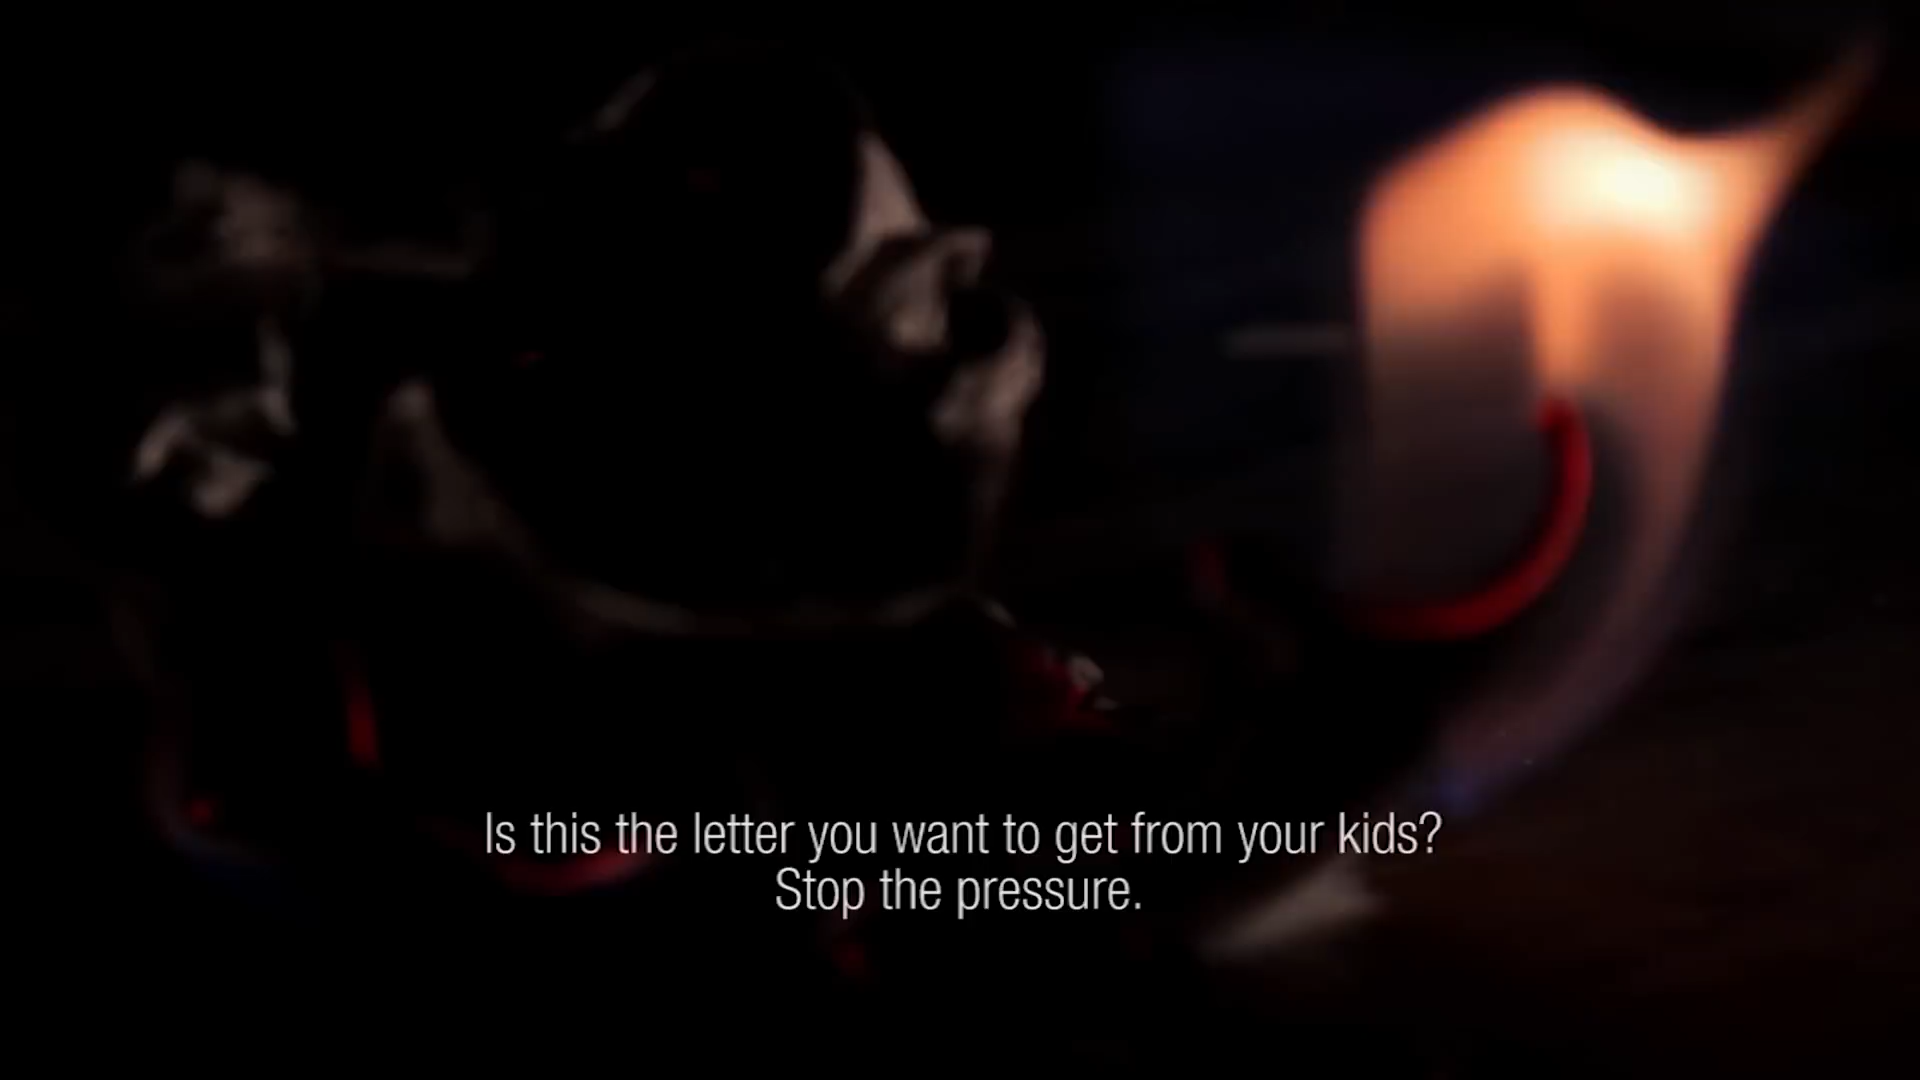 Is this the letter you want to get from your kids?
Stop the pressure.